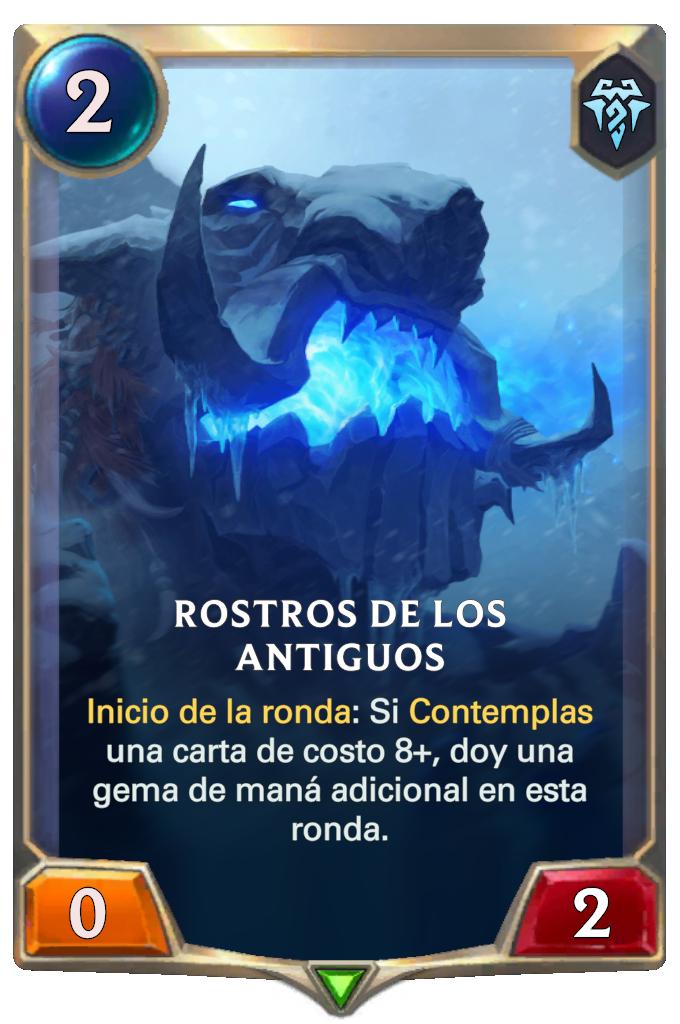 2
ROSTROS DE LOS
ANTIGUOS
Inicio de la ronda: Si Contemplas
una carta de costo 8+, doy una
gema de maná adicional en esta
ronda.
0
2